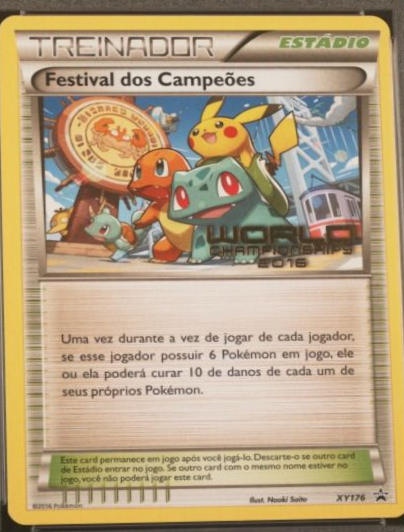 TREINADOR
ESTÁDIO
Festival dos Campeões
WORLD
CHAMPIONSHIPS
2016
Uma vez durante a vez de jogar de cada jogador,
se esse jogador possuir 6 Pokémon em jogo, ele
ou ela poderá curar 10 de danos de cada um de
seus próprios Pokémon.
Este card permanece em jogo após você jogá-lo. Descarte-o se outro card
de Estádio entrar no jogo. Se outro card com o mesmo nome estiver no
jogo, você não poderá jogar este card.
©2016 Pokémon
Ilust. Naoki Saito
XY176